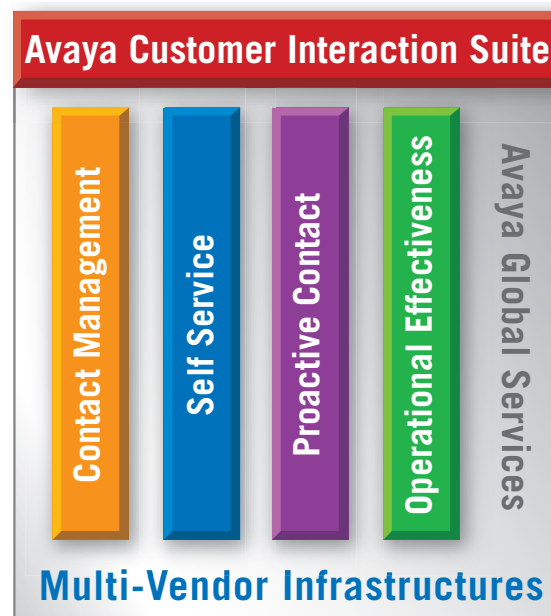 Avaya Customer Interaction Suite
Contact Management
Self Service
Proactive Contact
Operational Effectiveness
Avaya Global Services
Multi-Vendor Infrastructures